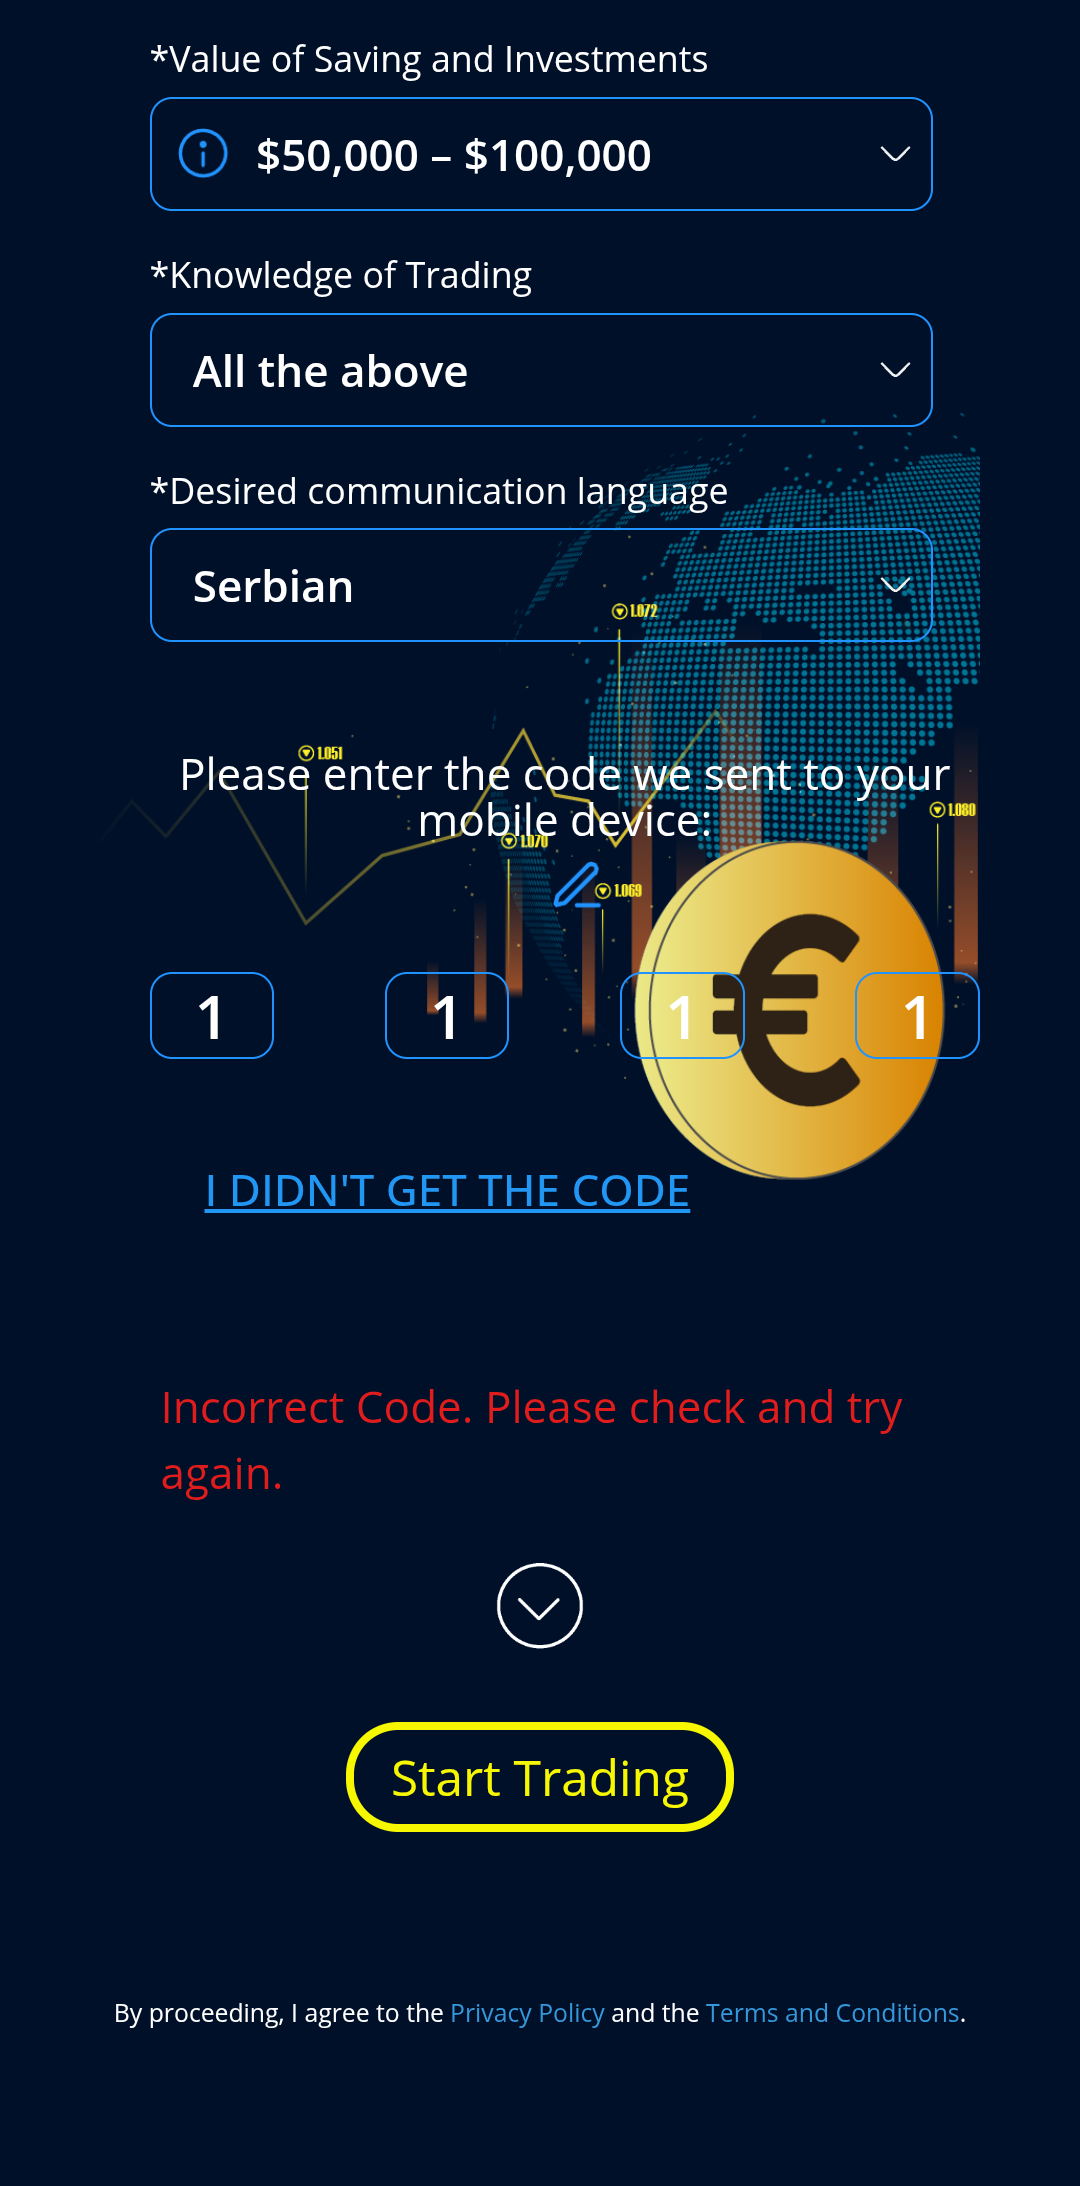 *Value of Saving and Investments
$50,000 – $100,000
*Knowledge of Trading
All the above
*Desired communication language
Serbian
1.072
1.051
Please enter the code we sent to your
mobile device:
1.080
1.070
1.069
1 1 1 1
€
I DIDN'T GET THE CODE
Incorrect Code. Please check and try
again.
Start Trading
By proceeding, I agree to the Privacy Policy and the Terms and Conditions.